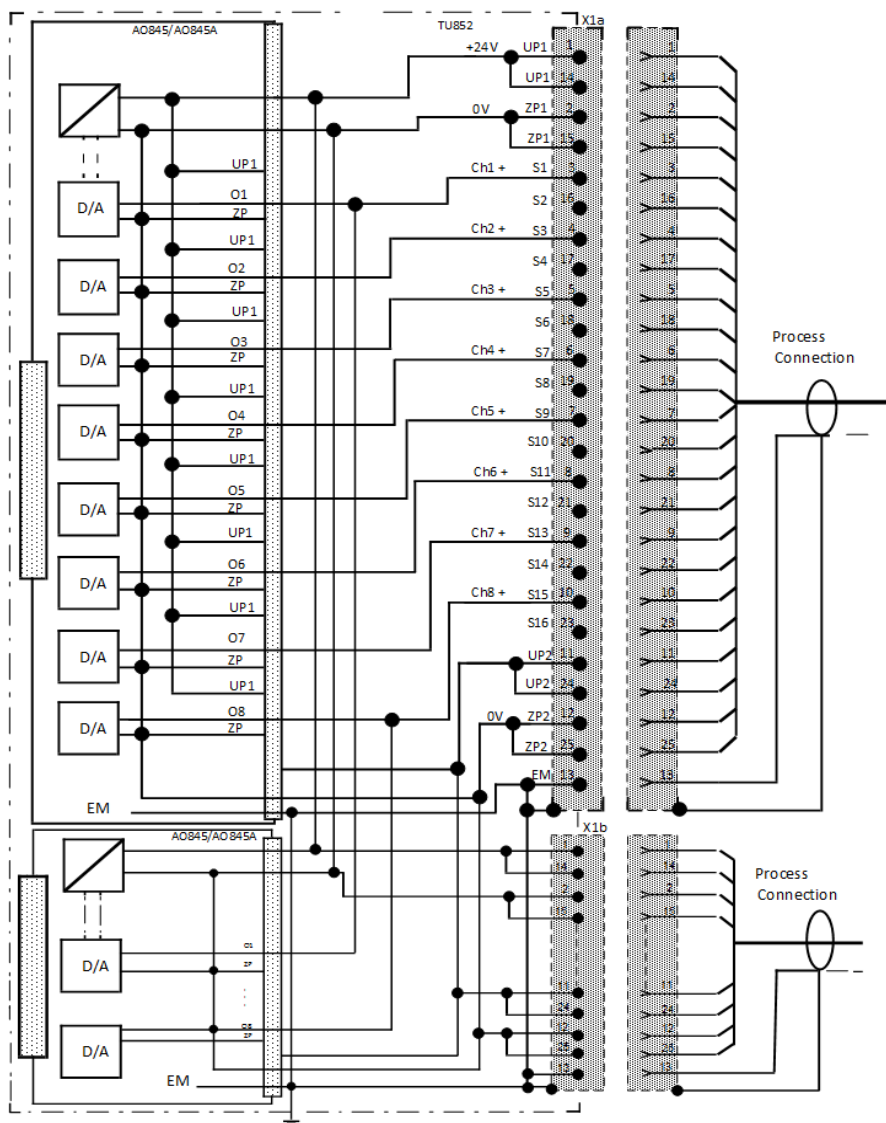 AO845/AO845A TU852 X1a
+24V UP1 1 1
UP1 14 14
0V ZP1 2 2
ZP1 15 15
UP1 Ch1 + S1 3 3
D/A O1 S2 16 16
ZP
UP1 Ch2 + S3 4 4
D/A O2 S4 17 17
ZP
UP1 Ch3 + S5 5 5
D/A O3 S6 18 18
ZP
Process
Connection
Ch4 + S7 6 6
UP1 S8 19 19
D/A O4 Ch5 + S9 7 7
ZP
UP1 S10 20 20
Ch6 + S11 8 8
D/A O5 S12 21 21
ZP
UP1 Ch7 + S13 9 9
D/A O6 S14 22 22
ZP
UP1 Ch8 + S15 10 10
D/A O7 S16 23 23
ZP
UP2 11 11
UP1 UP2 24 24
D/A O8 0V ZP2 12 12
ZP
ZP2 25 25
EM 13 13
EM
AO845/AO845A X1b
1 1
14 14
2 2
15 15
Process
Connection
D/A O1
ZP
11 11
24 24
D/A O8 12 12
ZP
25 25
13 13
EM